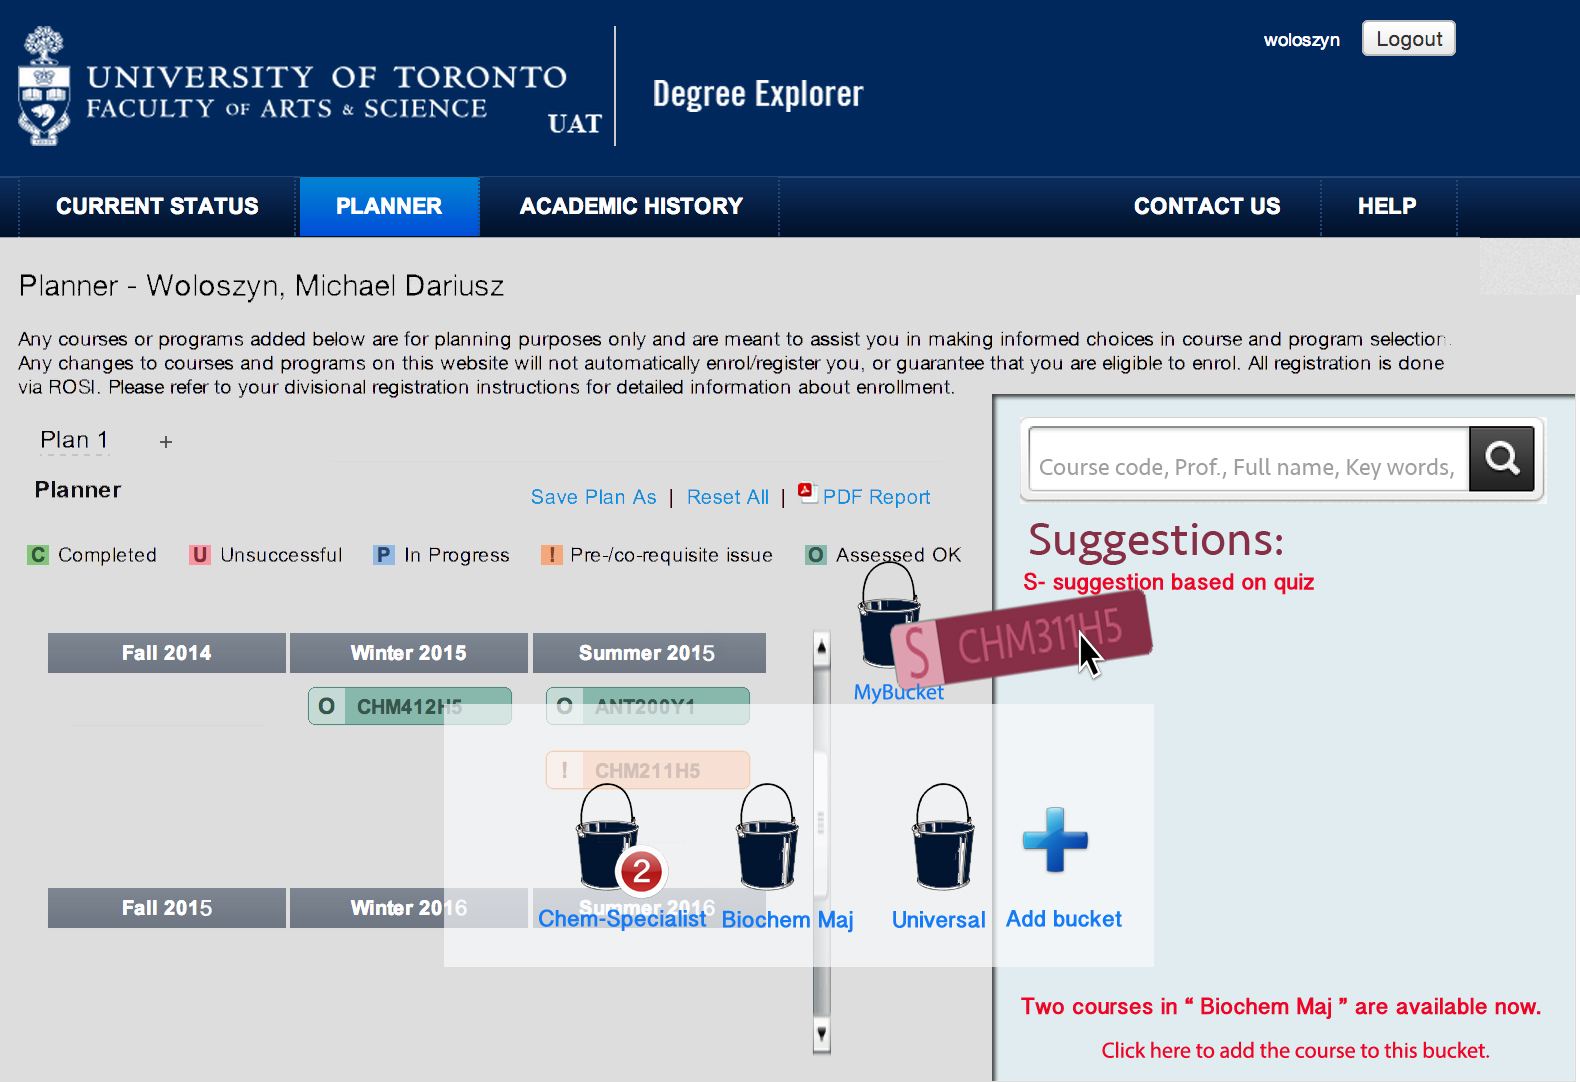 woloszyn
Logout
UNIVERSITY OF TORONTO
FACULTY OF ARTS & SCIENCE
UAT
Degree Explorer
CURRENT STATUS
PLANNER
ACADEMIC HISTORY
CONTACT US
HELP
Planner - Woloszyn, Michael Dariusz
Any courses or programs added below are for planning purposes only and are meant to assist you in making informed choices in course and program selection.
Any changes to courses and programs on this website will not automatically enrol/register you, or guarantee that you are eligible to enrol. All registration is done
via ROSI. Please refer to your divisional registration instructions for detailed information about enrollment.
Plan 1 +
Planner
Save Plan As | Reset All | PDF Report
C Completed
U Unsuccessful
P In Progress
! Pre-/co-requisite issue
O Assessed OK
Course code, Prof., Full name, Key words,
Suggestions:
S- suggestion based on quiz
S CHM311H5
MyBucket
Fall 2014
Winter 2015
Summer 2015
O CHM412H5
O ANT200Y1
! CHM211H5
2
Fall 2015
Winter 2016
Summer 2016
Chem-Specialist
Biochem Maj
Universal
Add bucket
Two courses in “ Biochem Maj ” are available now.
Click here to add the course to this bucket.